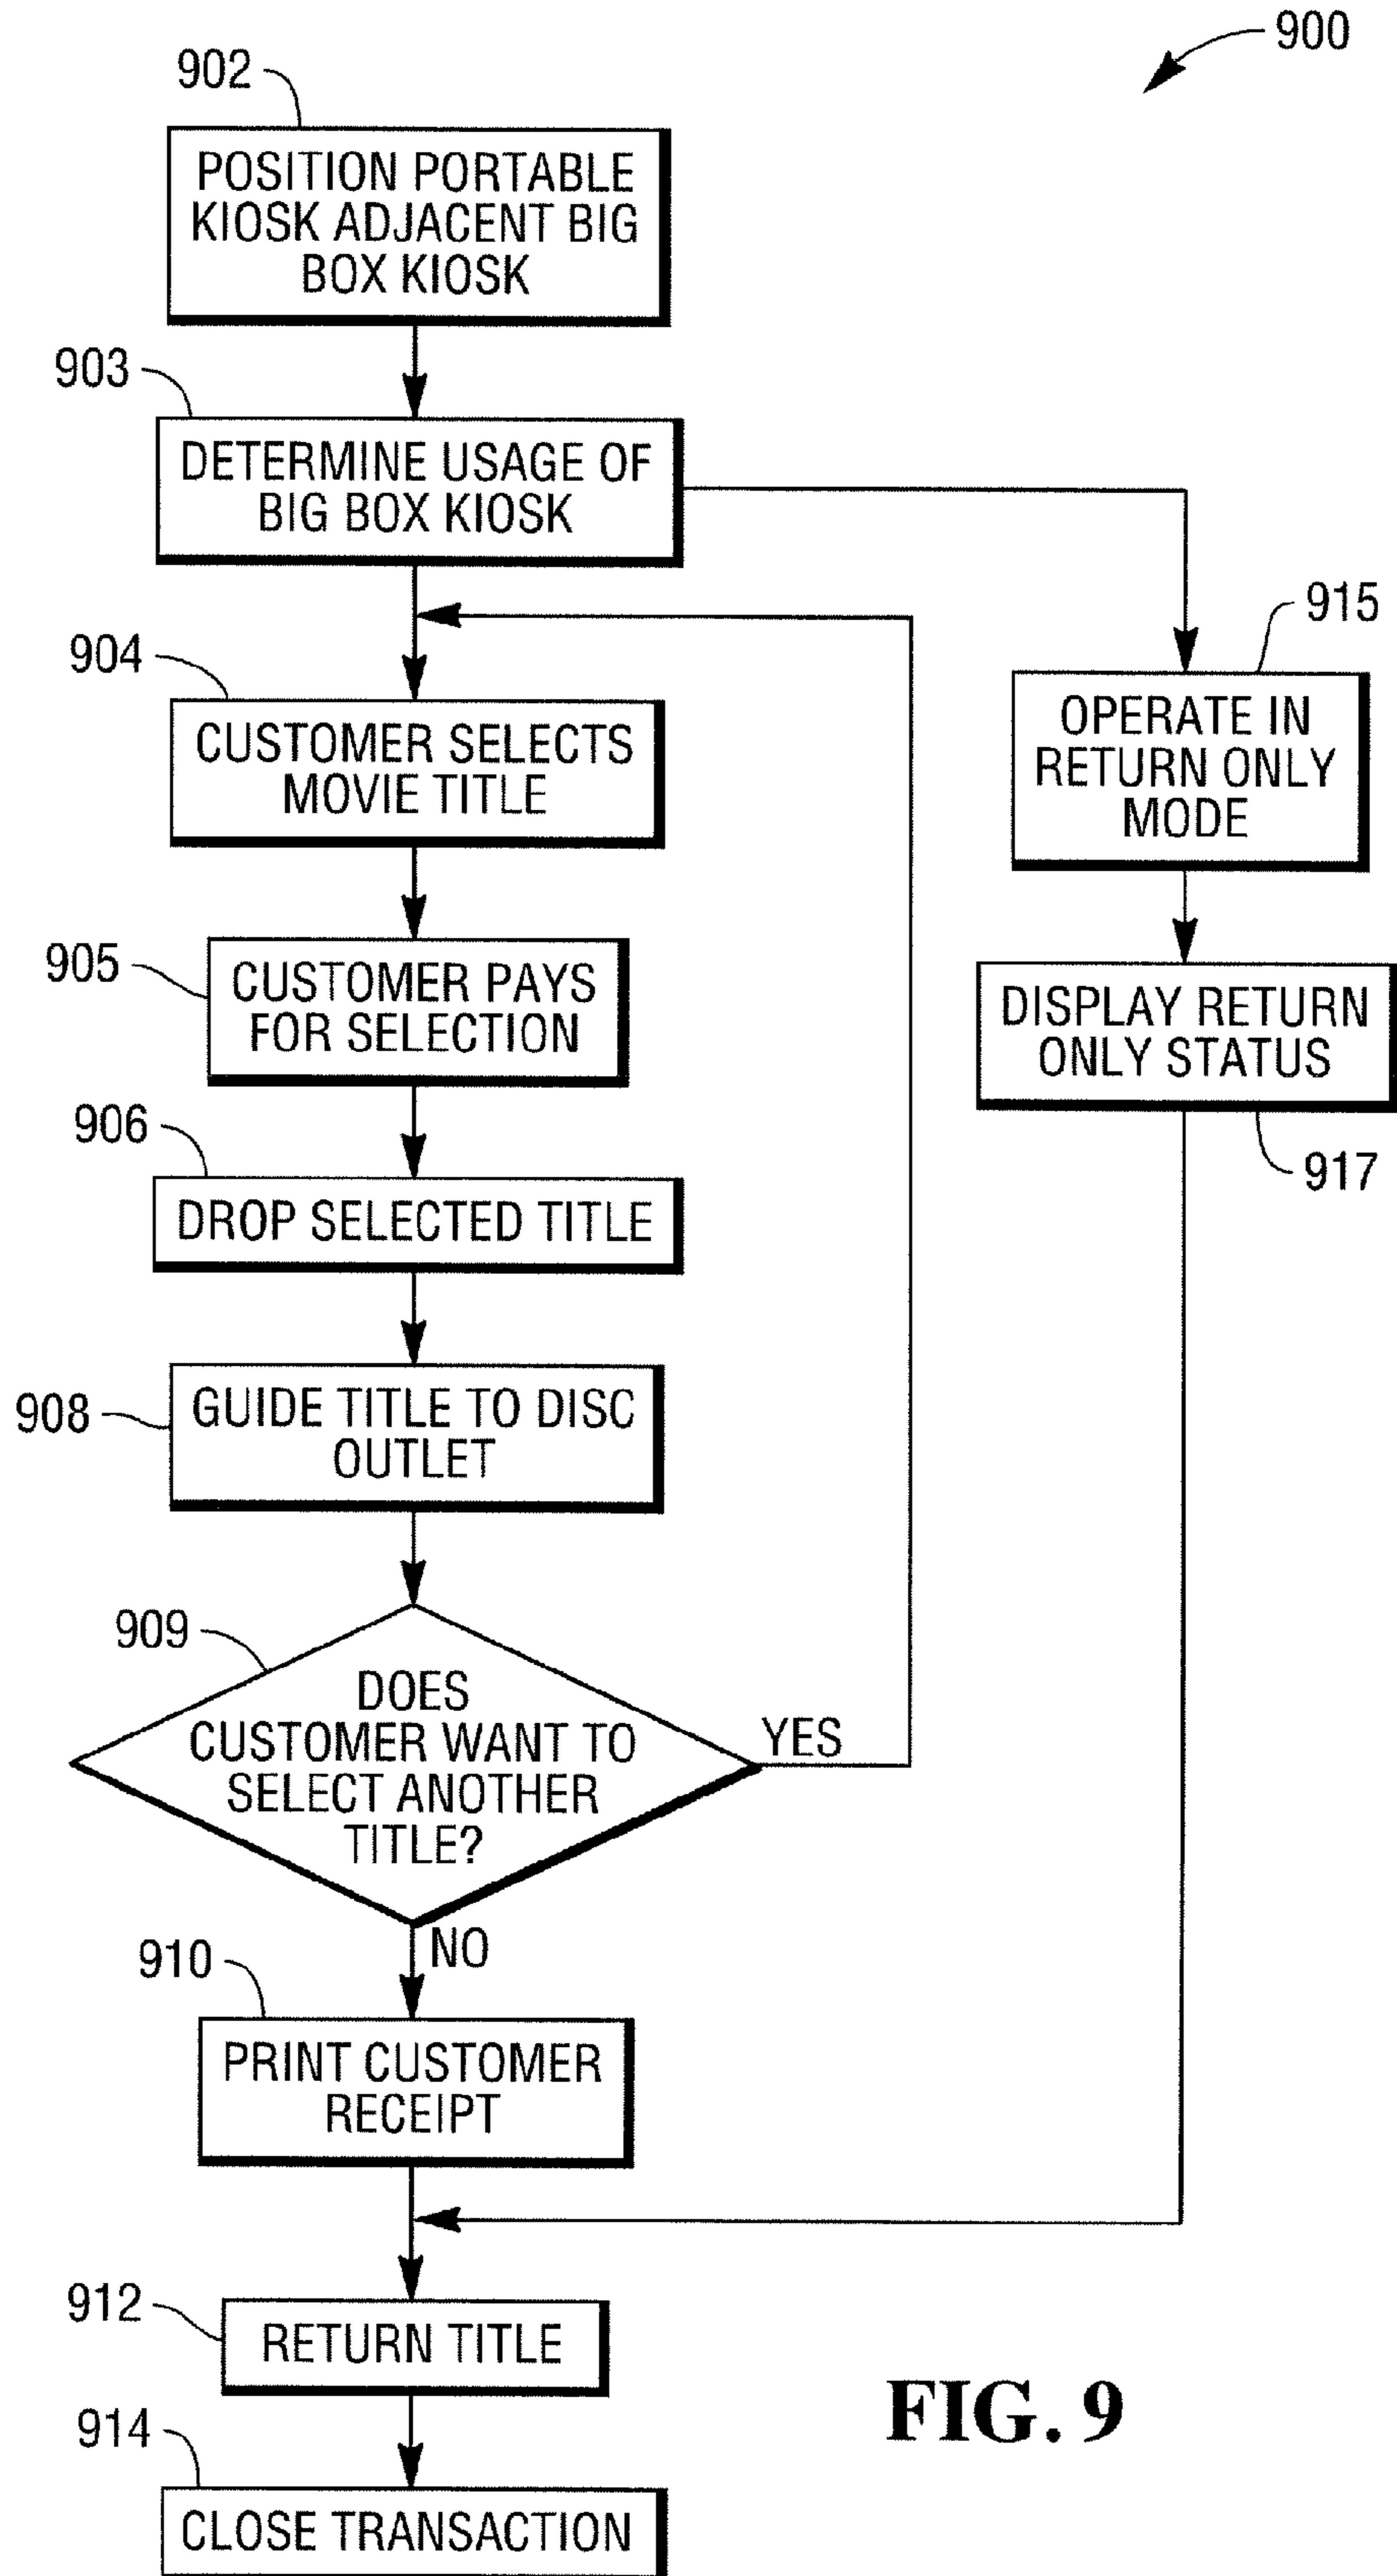 900
902
POSITION PORTABLE
KIOSK ADJACENT BIG
BOX KIOSK
903
DETERMINE USAGE OF
BIG BOX KIOSK
904
CUSTOMER SELECTS
MOVIE TITLE
915
OPERATE IN
RETURN ONLY
MODE
905
CUSTOMER PAYS
FOR SELECTION
DISPLAY RETURN
ONLY STATUS
917
906
DROP SELECTED TITLE
908
GUIDE TITLE TO DISC
OUTLET
909
DOES
CUSTOMER WANT TO
SELECT ANOTHER
TITLE?
YES
NO
910
PRINT CUSTOMER
RECEIPT
912
RETURN TITLE
914
CLOSE TRANSACTION
FIG. 9